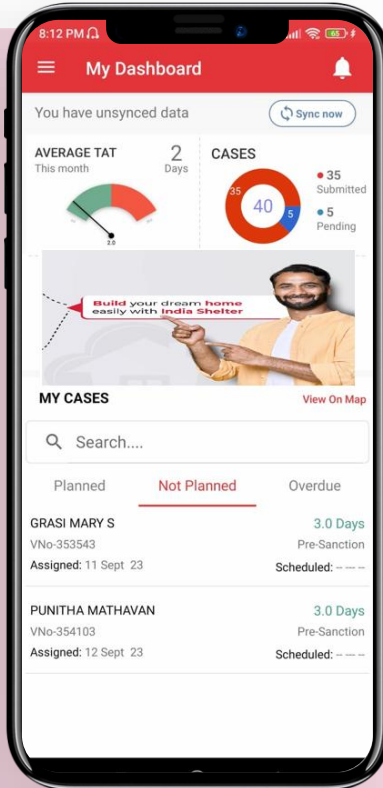 8:12 PM
65
My Dashboard
You have unsynced data
Sync now
AVERAGE TAT
This month
2
Days
2.0
CASES
35
40
5
35
Submitted
5
Pending
Build your dream home
easily with India Shelter
MY CASES
View On Map
Search....
Planned
Not Planned
Overdue
GRASI MARY S
3.0 Days
VNo-353543
Pre-Sanction
Assigned: 11 Sept 23
Scheduled: -- -- --
PUNITHA MATHAVAN
3.0 Days
VNo-354103
Pre-Sanction
Assigned: 12 Sept 23
Scheduled: -- -- --